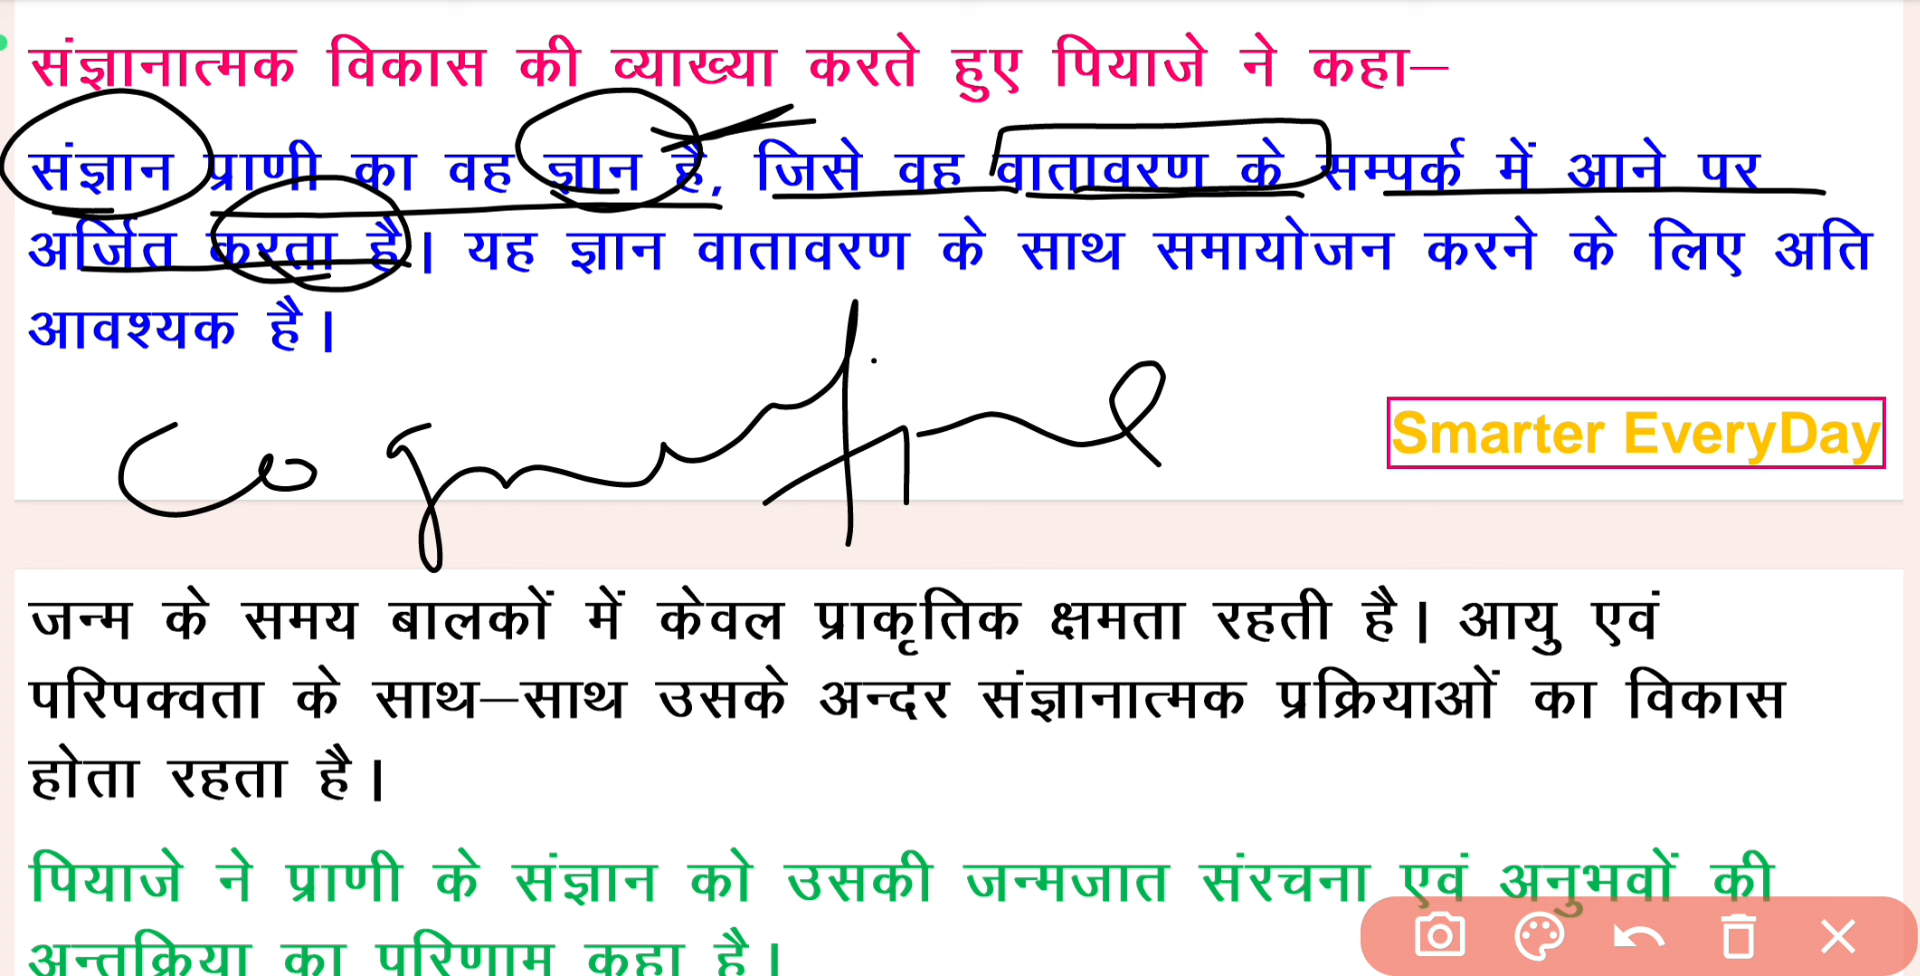 संज्ञानात्मक विकास की व्याख्या करते हुए पियाजे ने कहा—
संज्ञान प्राणी का वह ज्ञान है, जिसे वह वातावरण के सम्पर्क में आने पर
अर्जित करता है। यह ज्ञान वातावरण के साथ समायोजन करने के लिए अति
आवश्यक है।
Smarter EveryDay
जन्म के समय बालकों में केवल प्राकृतिक क्षमता रहती है। आयु एवं
परिपक्वता के साथ–साथ उसके अन्दर संज्ञानात्मक प्रक्रियाओं का विकास
होता रहता है।
पियाजे ने प्राणी के संज्ञान को उसकी जन्मजात संरचना एवं अनुभवों की
अन्तक्रिया का परिणाम कहा है।